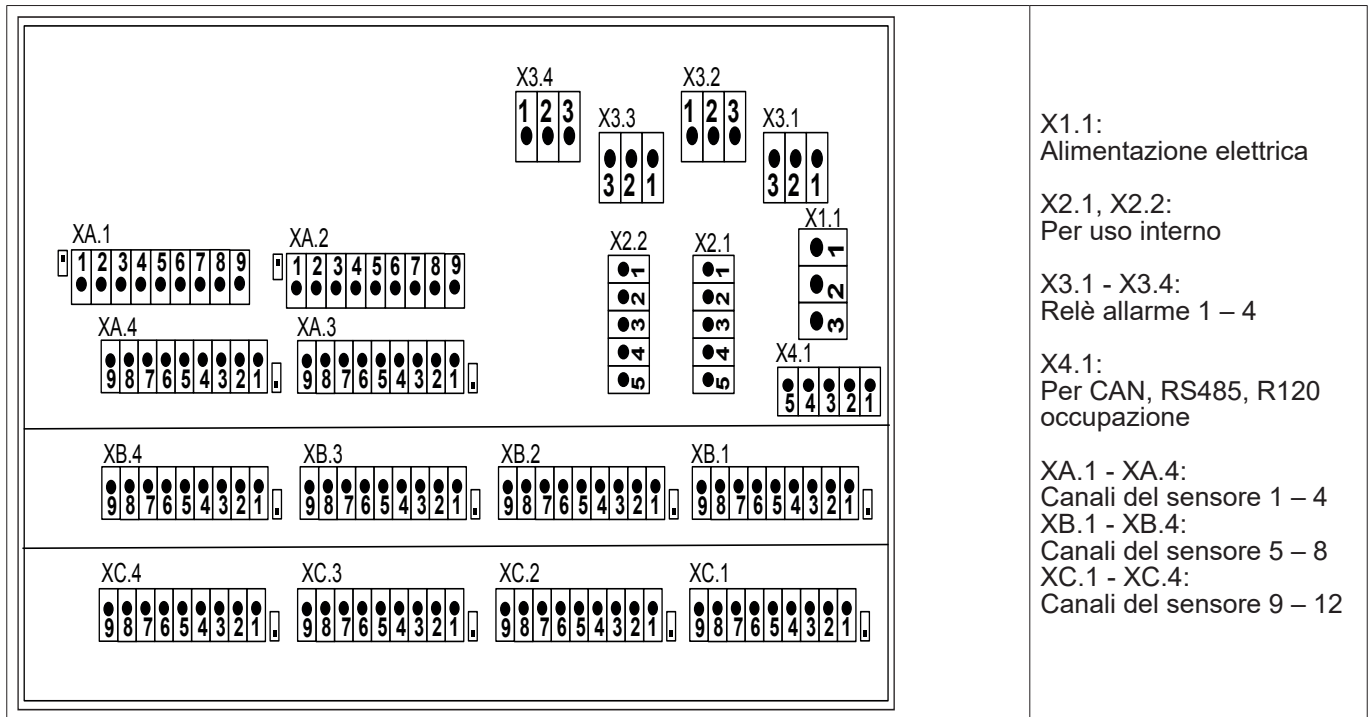 X3.4
1 2 3
X3.3
3 2 1
X3.2
1 2 3
X3.1
3 2 1
XA.1
1 2 3 4 5 6 7 8 9
XA.2
1 2 3 4 5 6 7 8 9
X2.2
1
2
3
4
5
X2.1
1
2
3
4
5
X1.1
1
2
3
XA.4
9 8 7 6 5 4 3 2 1
XA.3
9 8 7 6 5 4 3 2 1
X4.1
5 4 3 2 1
XB.4
9 8 7 6 5 4 3 2 1
XB.3
9 8 7 6 5 4 3 2 1
XB.2
9 8 7 6 5 4 3 2 1
XB.1
9 8 7 6 5 4 3 2 1
XC.4
9 8 7 6 5 4 3 2 1
XC.3
9 8 7 6 5 4 3 2 1
XC.2
9 8 7 6 5 4 3 2 1
XC.1
9 8 7 6 5 4 3 2 1
X1.1:
Alimentazione elettrica
X2.1, X2.2:
Per uso interno
X3.1 - X3.4:
Relè allarme 1 – 4
X4.1:
Per CAN, RS485, R120
occupazione
XA.1 - XA.4:
Canali del sensore 1 – 4
XB.1 - XB.4:
Canali del sensore 5 – 8
XC.1 - XC.4:
Canali del sensore 9 – 12